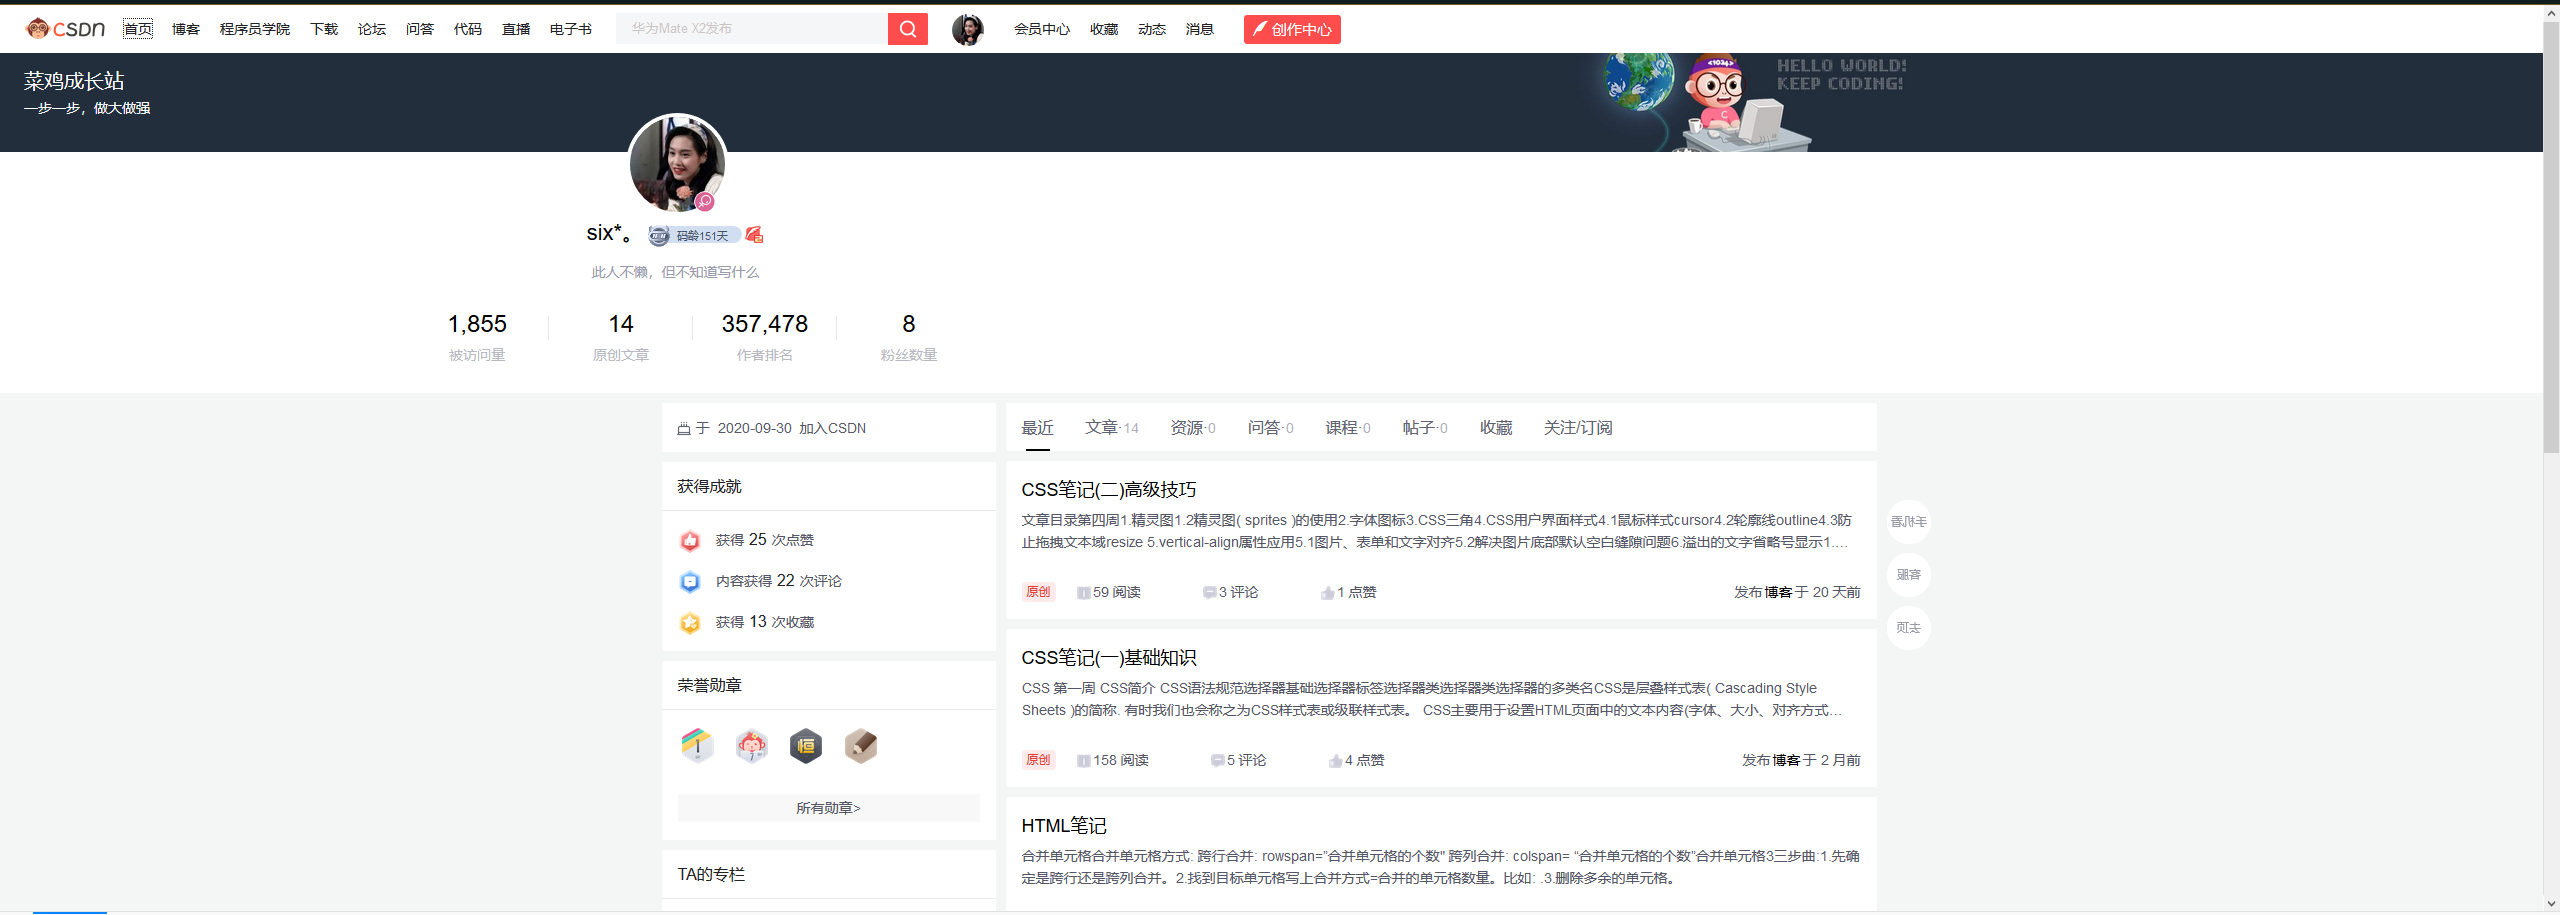 CSDN 首页 博客 程序员学院 下载 论坛 问答 代码 直播 电子书 华为Mate X2发布 会员中心 收藏 动态 消息 创作中心
菜鸡成长站
一步一步，做大做强
<1024>
HELLO WORLD!
KEEP CODING!
C
six*。 码龄151天
此人不懒，但不知道写什么
1,855 14 357,478 8
被访问量 原创文章 作者排名 粉丝数量
于 2020-09-30 加入CSDN
获得成就
获得 25 次点赞
内容获得 22 次评论
获得 13 次收藏
荣誉勋章
7 恒
所有勋章>
TA的专栏
最近 文章·14 资源·0 问答·0 课程·0 帖子·0 收藏 关注/订阅
CSS笔记(二)高级技巧
文章目录第四周1.精灵图1.2精灵图( sprites )的使用2.字体图标3.CSS三角4.CSS用户界面样式4.1鼠标样式cursor4.2轮廓线outline4.3防
止拖拽文本域resize 5.vertical-align属性应用5.1图片、表单和文字对齐5.2解决图片底部默认空白缝隙问题6.溢出的文字省略号显示1....
原创 59 阅读 3 评论 1 点赞 发布博客于 20 天前
CSS笔记(一)基础知识
CSS 第一周 CSS简介 CSS语法规范选择器基础选择器标签选择器类选择器类选择器的多类名CSS是层叠样式表( Cascading Style
Sheets )的简称. 有时我们也会称之为CSS样式表或级联样式表。 CSS主要用于设置HTML页面中的文本内容(字体、大小、对齐方式...
原创 158 阅读 5 评论 4 点赞 发布博客于 2 月前
HTML笔记
合并单元格合并单元格方式: 跨行合并: rowspan=”合并单元格的个数" 跨列合并: colspan= “合并单元格的个数”合并单元格3三步曲:1.先确
定是跨行还是跨列合并。2.找到目标单元格写上合并方式=合并的单元格数量。比如: .3.删除多余的单元格。